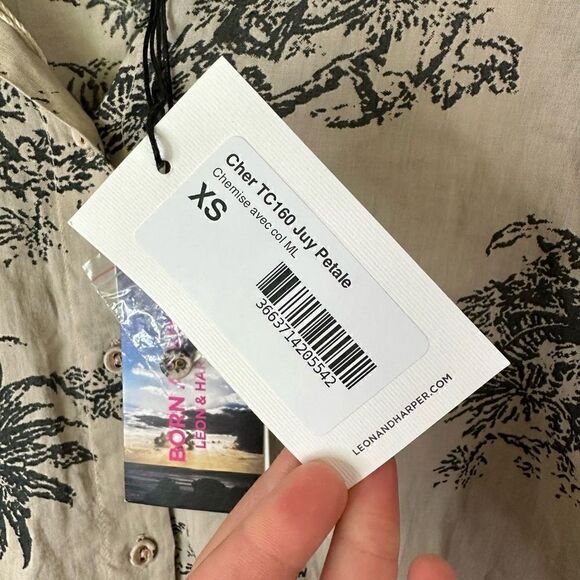 Cher TC160 Juy Petale
Chemise avec col ML
XS
3663714205542
LEONANDHARPER.COM
BORN
LEON & HA